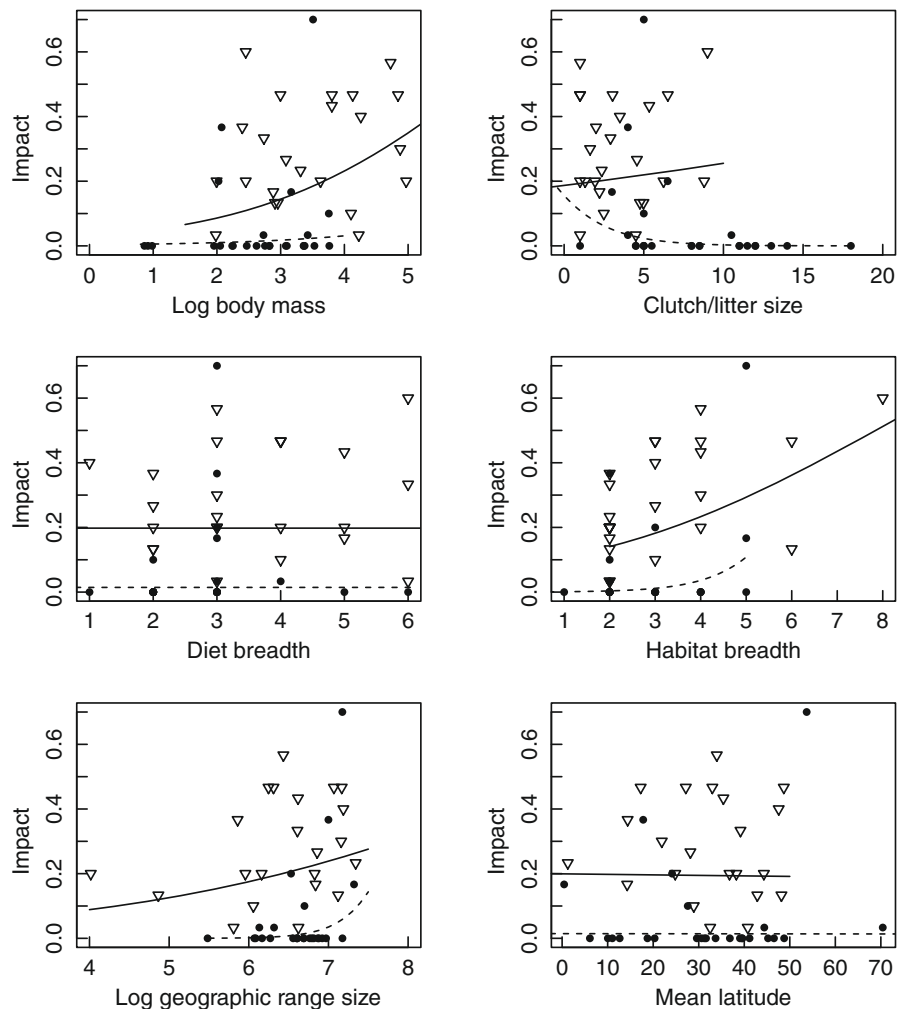 Impact
0.0 0.2 0.4 0.6
0 1 2 3 4 5
Log body mass
Impact
0.0 0.2 0.4 0.6
0 5 10 15 20
Clutch/litter size
Impact
0.0 0.2 0.4 0.6
1 2 3 4 5 6
Diet breadth
Impact
0.0 0.2 0.4 0.6
1 2 3 4 5 6 7 8
Habitat breadth
Impact
0.0 0.2 0.4 0.6
4 5 6 7 8
Log geographic range size
Impact
0.0 0.2 0.4 0.6
0 10 20 30 40 50 60 70
Mean latitude